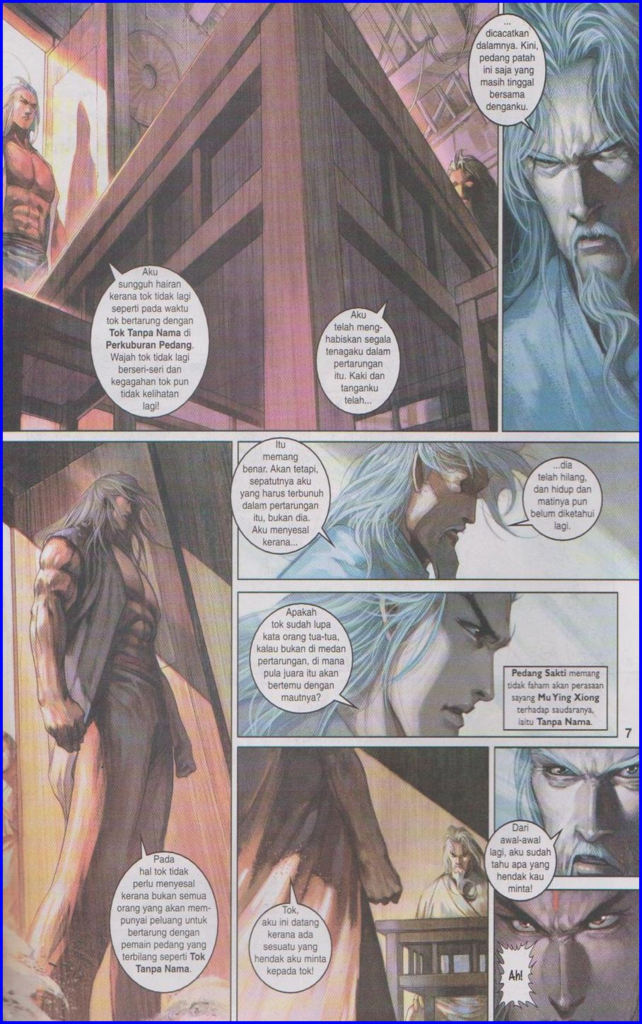 Aku
sungguh hairan
kerana tok tidak lagi
seperti pada waktu
tok bertarung dengan
Tok Tanpa Nama di
Perkuburan Pedang.
Wajah tok tidak lagi
berseri-seri dan
kegagahan tok pun
tidak kelihatan
lagi!
Aku
telah meng-
habiskan segala
tenagaku dalam
pertarungan
itu. Kaki dan
tanganku
telah...
...
dicacatkan
dalamnya. Kini,
pedang patah
ini saja yang
masih tinggal
bersama
denganku.
Itu
memang
benar. Akan tetapi,
sepatutnya aku
yang harus terbunuh
dalam pertarungan
itu, bukan dia.
Aku menyesal
kerana...
...dia
telah hilang,
dan hidup dan
matinya pun
belum diketahui
lagi.
Apakah
tok sudah lupa
kata orang tua-tua,
kalau bukan di medan
pertarungan, di mana
pula juara itu akan
bertemu dengan
mautnya?
Pedang Sakti memang
tidak faham akan perasaan
sayang Mu Ying Xiong
terhadap saudaranya,
iaitu Tanpa Nama.
7
Pada
hal tok tidak
perlu menyesal
kerana bukan semua
orang yang akan mem-
punyai peluang untuk
bertarung dengan
pemain pedang yang
terbilang seperti Tok
Tanpa Nama.
Tok,
aku ini datang
kerana ada
sesuatu yang
hendak aku minta
kepada tok!
Dari
awal-awal
lagi, aku sudah
tahu apa yang
hendak kau
minta!
Ah!